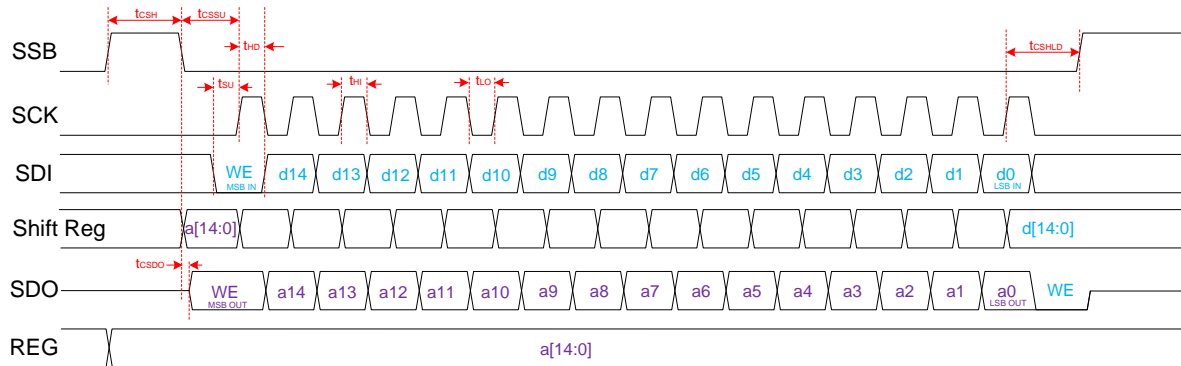 tCSH tCSSU
SSB tHD tCSHLD
tSU tHI tLO
SCK
SDI WE d14 d13 d12 d11 d10 d9 d8 d7 d6 d5 d4 d3 d2 d1 d0
MSB IN LSB IN
Shift Reg a[14:0] d[14:0]
tCSDO
SDO WE a14 a13 a12 a11 a10 a9 a8 a7 a6 a5 a4 a3 a2 a1 a0 WE
MSB OUT LSB OUT
REG a[14:0]